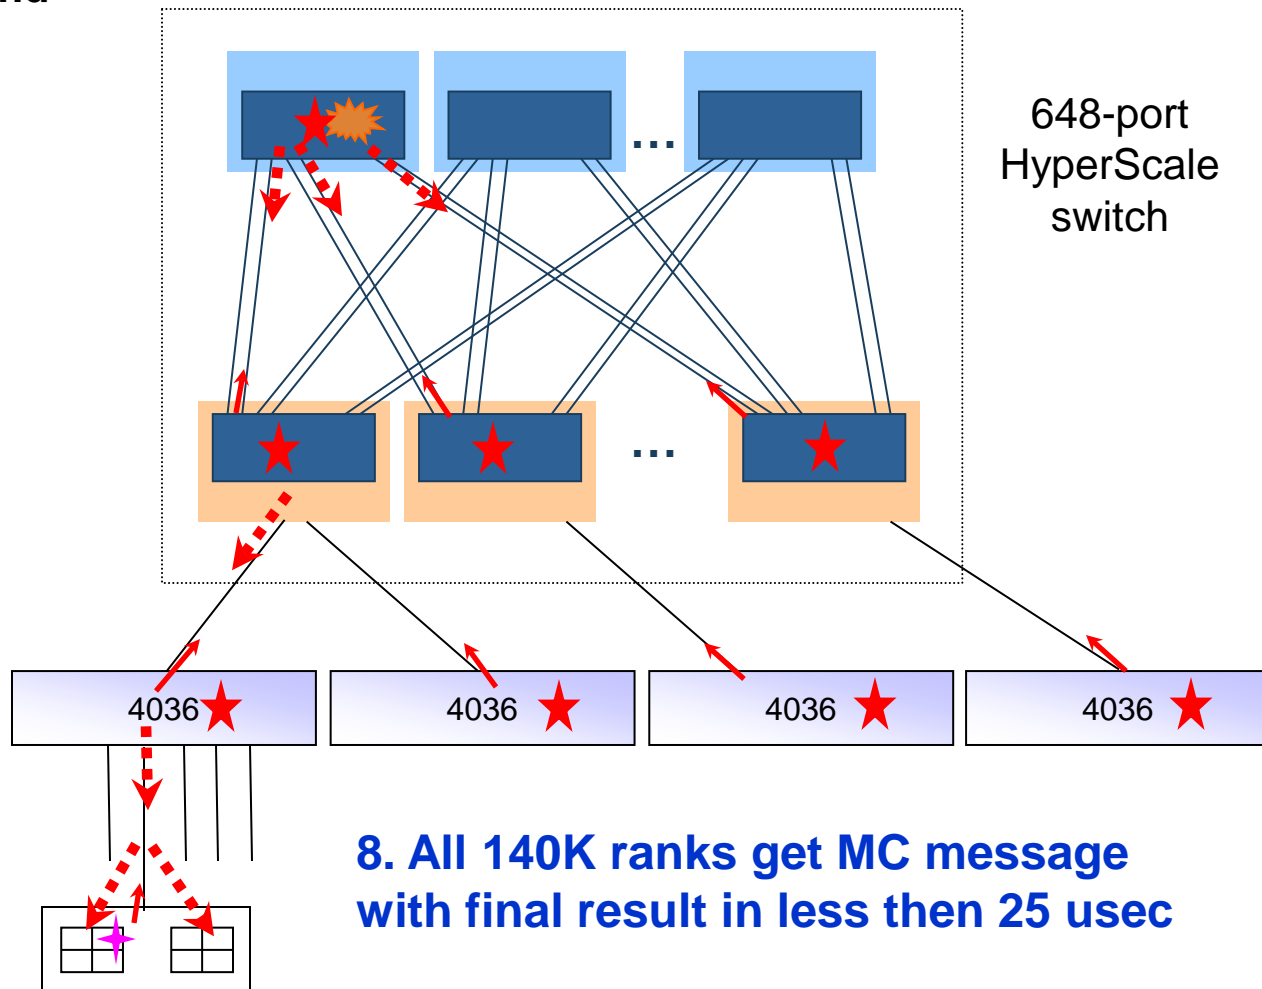 648-port
HyperScale
switch
...
...
4036
4036
4036
4036
8. All 140K ranks get MC message
with final result in less then 25 usec